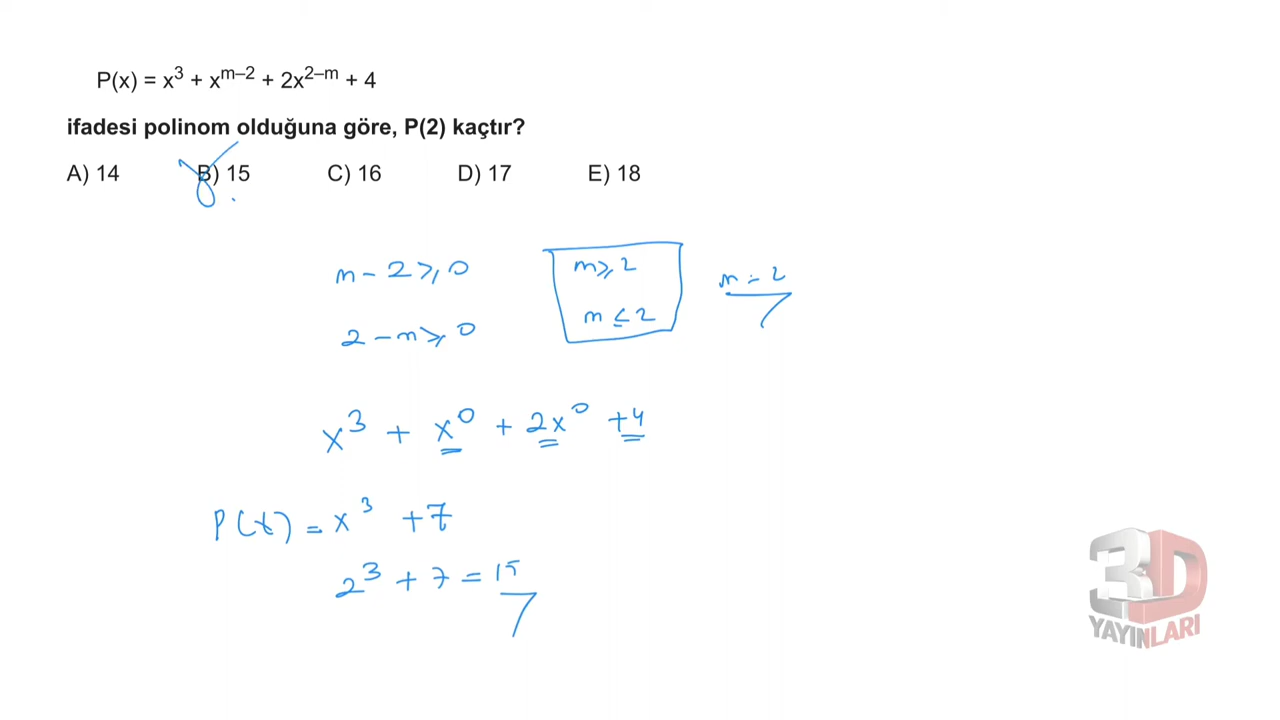 P(x) = x³ + x^(m–2) + 2x^(2–m) + 4
ifadesi polinom olduğuna göre, P(2) kaçtır?
A) 14 B) 15 C) 16 D) 17 E) 18
m - 2 ≥ 0
2 - m ≥ 0
m ≥ 2
m ≤ 2
m = 2
x³ + x⁰ + 2x⁰ + 4
P(x) = x³ + 7
2³ + 7 = 15
3D
YAYINLARI